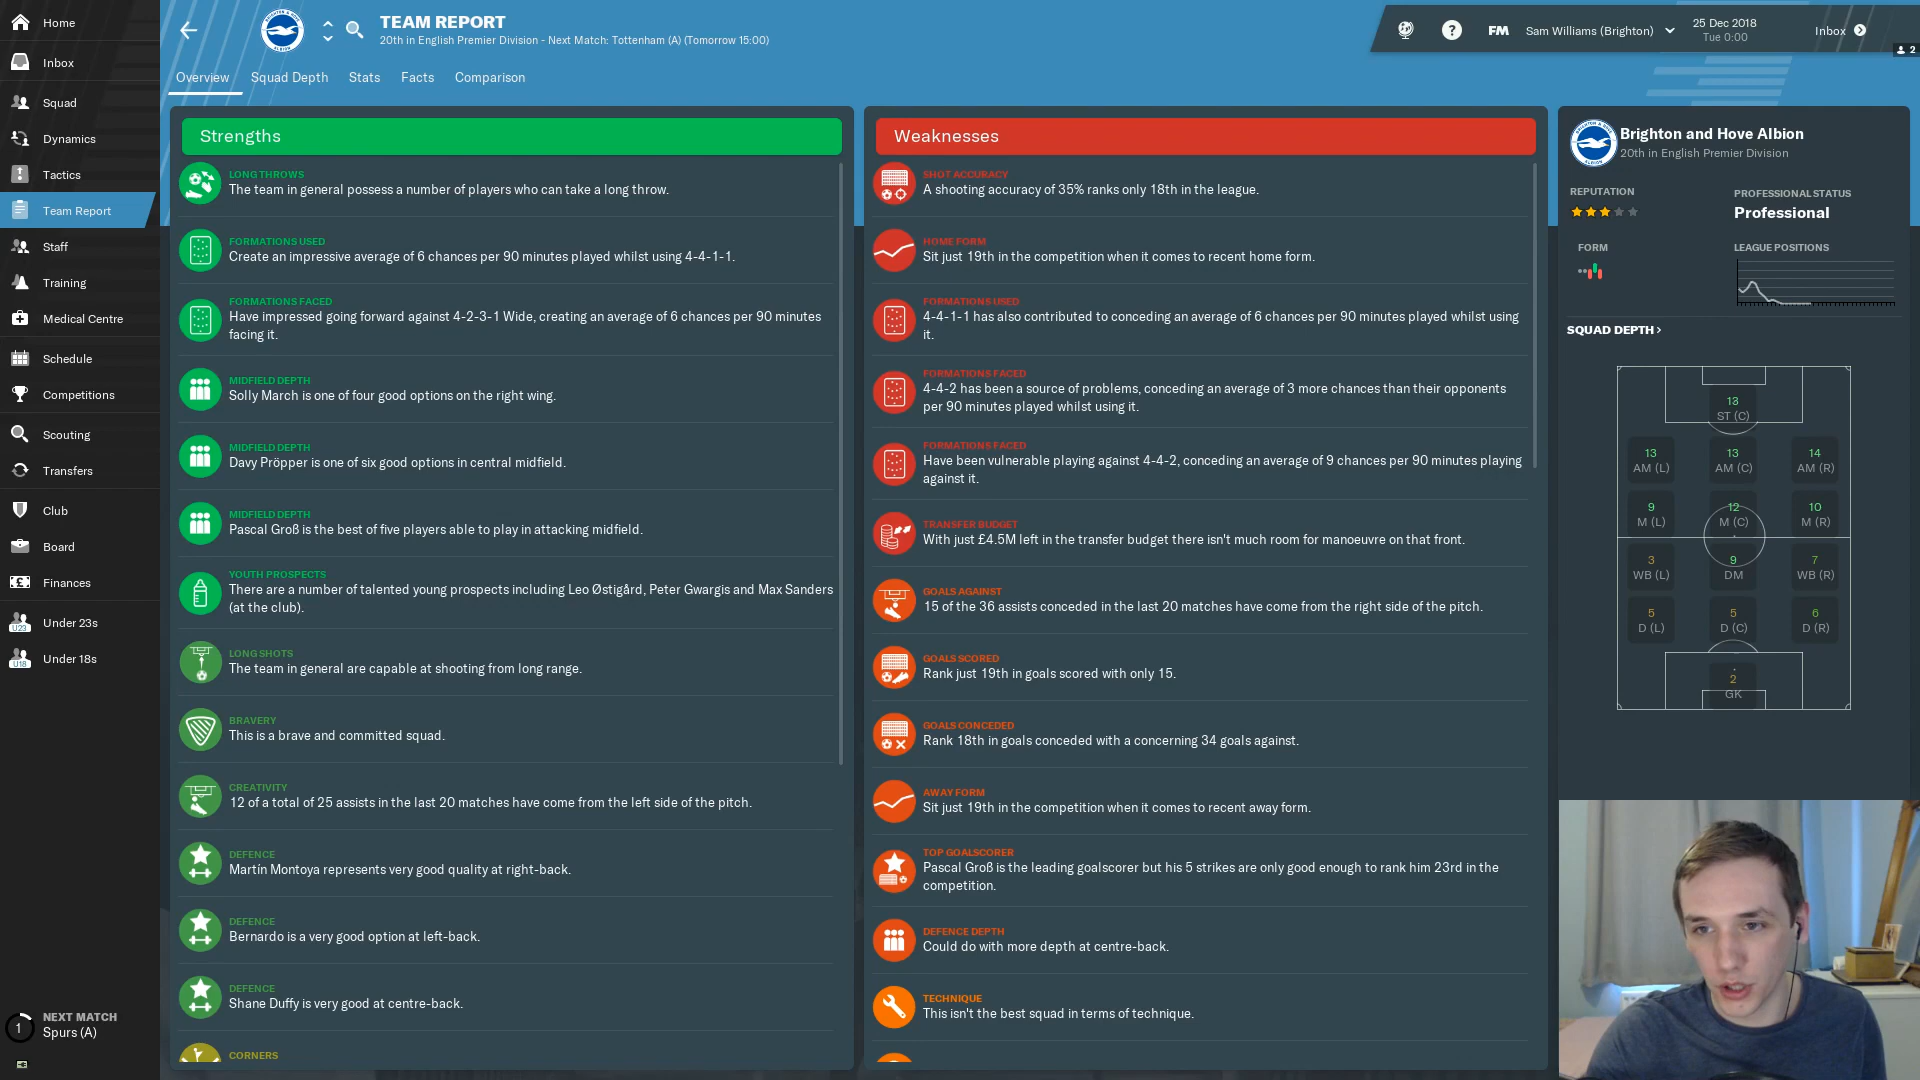 Home
Inbox
Squad
Dynamics
Tactics
Team Report
Staff
Training
Medical Centre
Schedule
Competitions
Scouting
Transfers
Club
Board
Finances
U23
Under 23s
U18
Under 18s
1
NEXT MATCH
Spurs (A)
TEAM REPORT
20th in English Premier Division - Next Match: Tottenham (A) (Tomorrow 15:00)
Overview
Squad Depth
Stats
Facts
Comparison
?
FM
Sam Williams (Brighton)
25 Dec 2018
Tue 0:00
Inbox
2
Strengths
LONG THROWS
The team in general possess a number of players who can take a long throw.
FORMATIONS USED
Create an impressive average of 6 chances per 90 minutes played whilst using 4-4-1-1.
FORMATIONS FACED
Have impressed going forward against 4-2-3-1 Wide, creating an average of 6 chances per 90 minutes
facing it.
MIDFIELD DEPTH
Solly March is one of four good options on the right wing.
MIDFIELD DEPTH
Davy Pröpper is one of six good options in central midfield.
MIDFIELD DEPTH
Pascal Groß is the best of five players able to play in attacking midfield.
YOUTH PROSPECTS
There are a number of talented young prospects including Leo Østigård, Peter Gwargis and Max Sanders
(at the club).
LONG SHOTS
The team in general are capable at shooting from long range.
BRAVERY
This is a brave and committed squad.
CREATIVITY
12 of a total of 25 assists in the last 20 matches have come from the left side of the pitch.
DEFENCE
Martín Montoya represents very good quality at right-back.
DEFENCE
Bernardo is a very good option at left-back.
DEFENCE
Shane Duffy is very good at centre-back.
CORNERS
Weaknesses
SHOT ACCURACY
A shooting accuracy of 35% ranks only 18th in the league.
HOME FORM
Sit just 19th in the competition when it comes to recent home form.
FORMATIONS USED
4-4-1-1 has also contributed to conceding an average of 6 chances per 90 minutes played whilst using
it.
FORMATIONS FACED
4-4-2 has been a source of problems, conceding an average of 3 more chances than their opponents
per 90 minutes played whilst using it.
FORMATIONS FACED
Have been vulnerable playing against 4-4-2, conceding an average of 9 chances per 90 minutes playing
against it.
TRANSFER BUDGET
With just £4.5M left in the transfer budget there isn't much room for manoeuvre on that front.
GOALS AGAINST
15 of the 36 assists conceded in the last 20 matches have come from the right side of the pitch.
GOALS SCORED
Rank just 19th in goals scored with only 15.
GOALS CONCEDED
Rank 18th in goals conceded with a concerning 34 goals against.
AWAY FORM
Sit just 19th in the competition when it comes to recent away form.
TOP GOALSCORER
Pascal Groß is the leading goalscorer but his 5 strikes are only good enough to rank him 23rd in the
competition.
DEFENCE DEPTH
Could do with more depth at centre-back.
TECHNIQUE
This isn't the best squad in terms of technique.
Brighton and Hove Albion
20th in English Premier Division
REPUTATION
PROFESSIONAL STATUS
Professional
FORM
LEAGUE POSITIONS
SQUAD DEPTH >
13
ST (C)
13 13 14
AM (L) AM (C) AM (R)
9 12 10
M (L) M (C) M (R)
3 9 7
WB (L) DM WB (R)
5 5 6
D (L) D (C) D (R)
2
GK